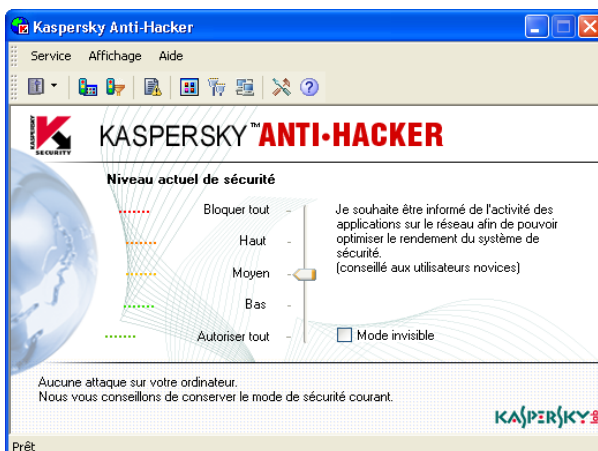 Kaspersky Anti-Hacker
Service Affichage Aide
KASPERSKY SECURITY
KASPERSKY™ANTI•HACKER
Niveau actuel de sécurité
Bloquer tout
Haut
Moyen
Bas
Autoriser tout
Je souhaite être informé de l'activité des
applications sur le réseau afin de pouvoir
optimiser le rendement du système de
sécurité.
(conseillé aux utilisateurs novices)
Mode invisible
Aucune attaque sur votre ordinateur.
Nous vous conseillons de conserver le mode de sécurité courant.
KASPERSKY lab
Prêt